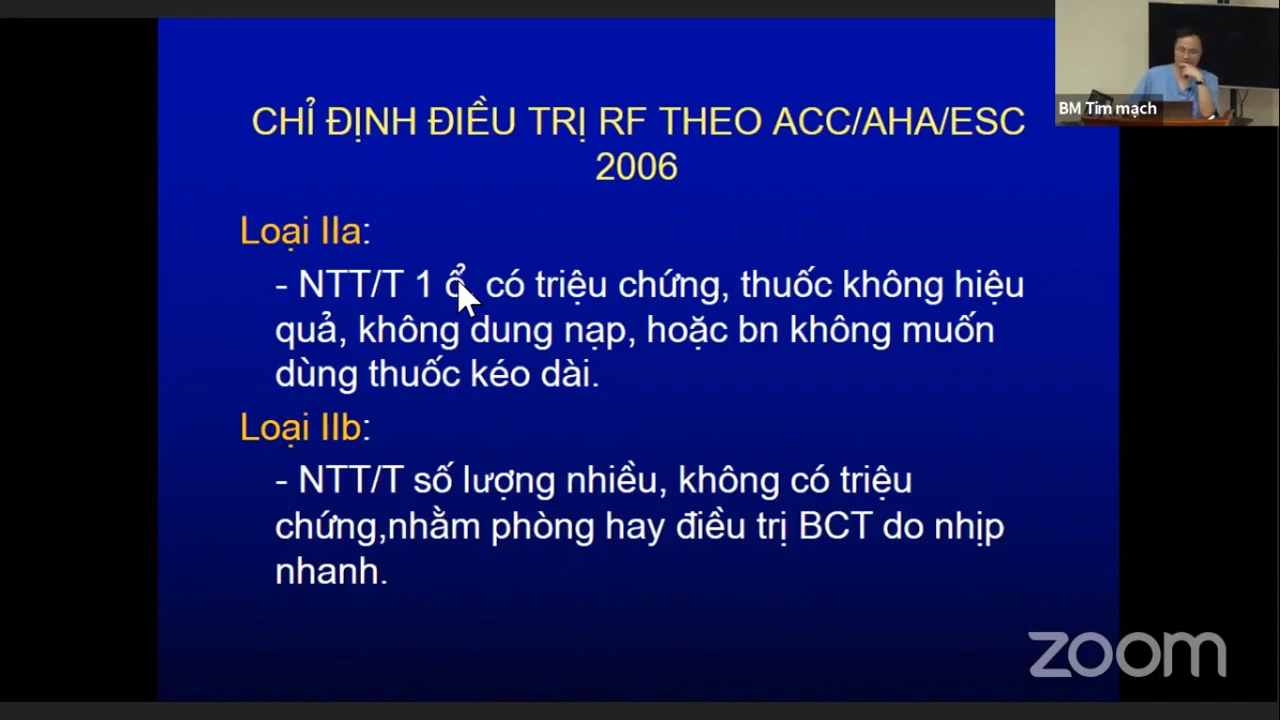 BM Tim mạch
CHỈ ĐỊNH ĐIỀU TRỊ RF THEO ACC/AHA/ESC
2006
Loại IIa:
- NTT/T 1 ổ, có triệu chứng, thuốc không hiệu
quả, không dung nạp, hoặc bn không muốn
dùng thuốc kéo dài.
Loại IIb:
- NTT/T số lượng nhiều, không có triệu
chứng,nhằm phòng hay điều trị BCT do nhịp
nhanh.
zoom